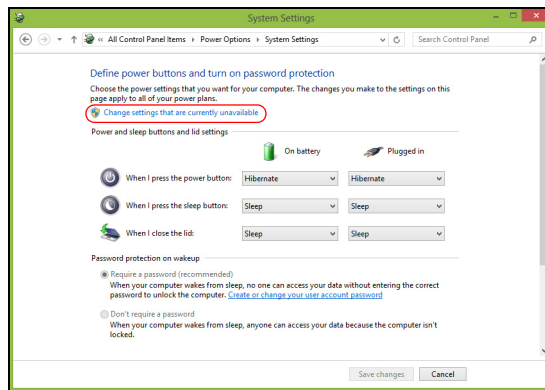 System Settings
« All Control Panel Items Power Options System Settings
Search Control Panel
Define power buttons and turn on password protection
Choose the power settings that you want for your computer. The changes you make to the settings on this
page apply to all of your power plans.
Change settings that are currently unavailable
Power and sleep buttons and lid settings
On battery Plugged in
When I press the power button: Hibernate Hibernate
When I press the sleep button: Sleep Sleep
When I close the lid: Sleep Sleep
Password protection on wakeup
Require a password (recommended)
When your computer wakes from sleep, no one can access your data without entering the correct
password to unlock the computer. Create or change your user account password
Don't require a password
When your computer wakes from sleep, anyone can access your data because the computer isn't
locked.
Save changes Cancel